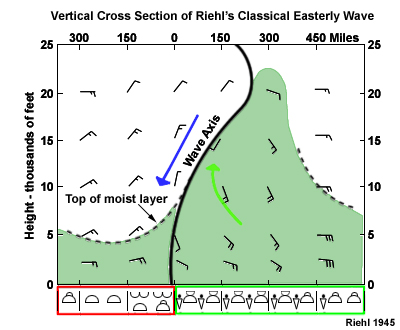 Vertical Cross Section of Riehl's Classical Easterly Wave
300 150 0 150 300 450 Miles
25 25
20 20
15 15
10 10
5 5
0 0
Height - thousands of feet
Wave Axis
Top of moist layer
Riehl 1945